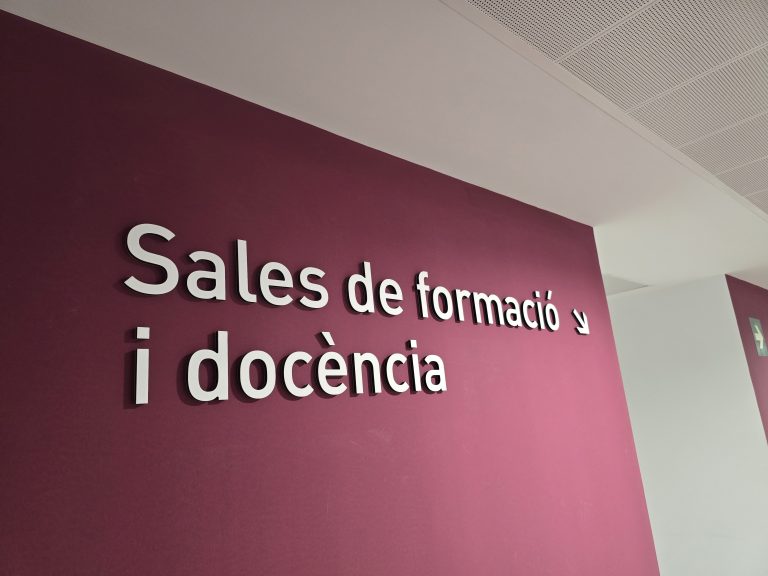 Sales de formació ↘
i docència